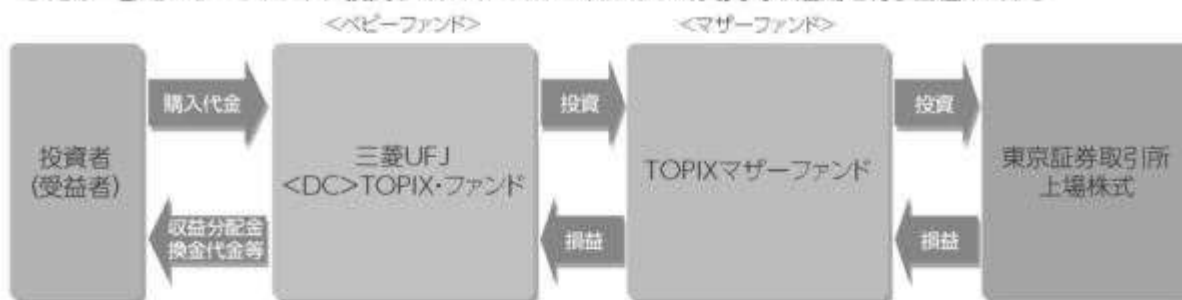 <ベビーファンド>
<マザーファンド>
購入代金
投資
投資
投資者
(受益者)
三菱UFJ
<DC>TOPIX・ファンド
TOPIXマザーファンド
東京証券取引所
上場株式
収益分配金
換金代金等
損益
損益